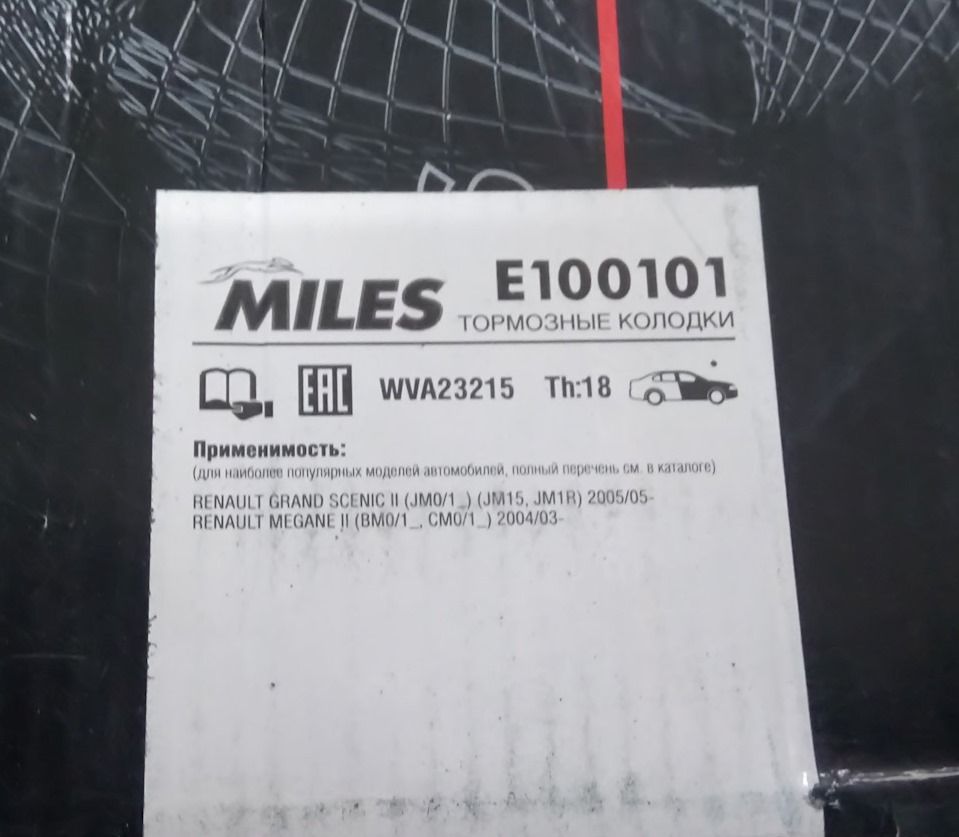 MILES
E100101
ТОРМОЗНЫЕ КОЛОДКИ
EAC WVA23215 Th:18
Применимость:
(для наиболее популярных моделей автомобилей, полный перечень см. в каталоге)
RENAULT GRAND SCENIC II (JM0/1_) (JM15, JM1R) 2005/05-
RENAULT MEGANE II (BM0/1_, CM0/1_) 2004/03-